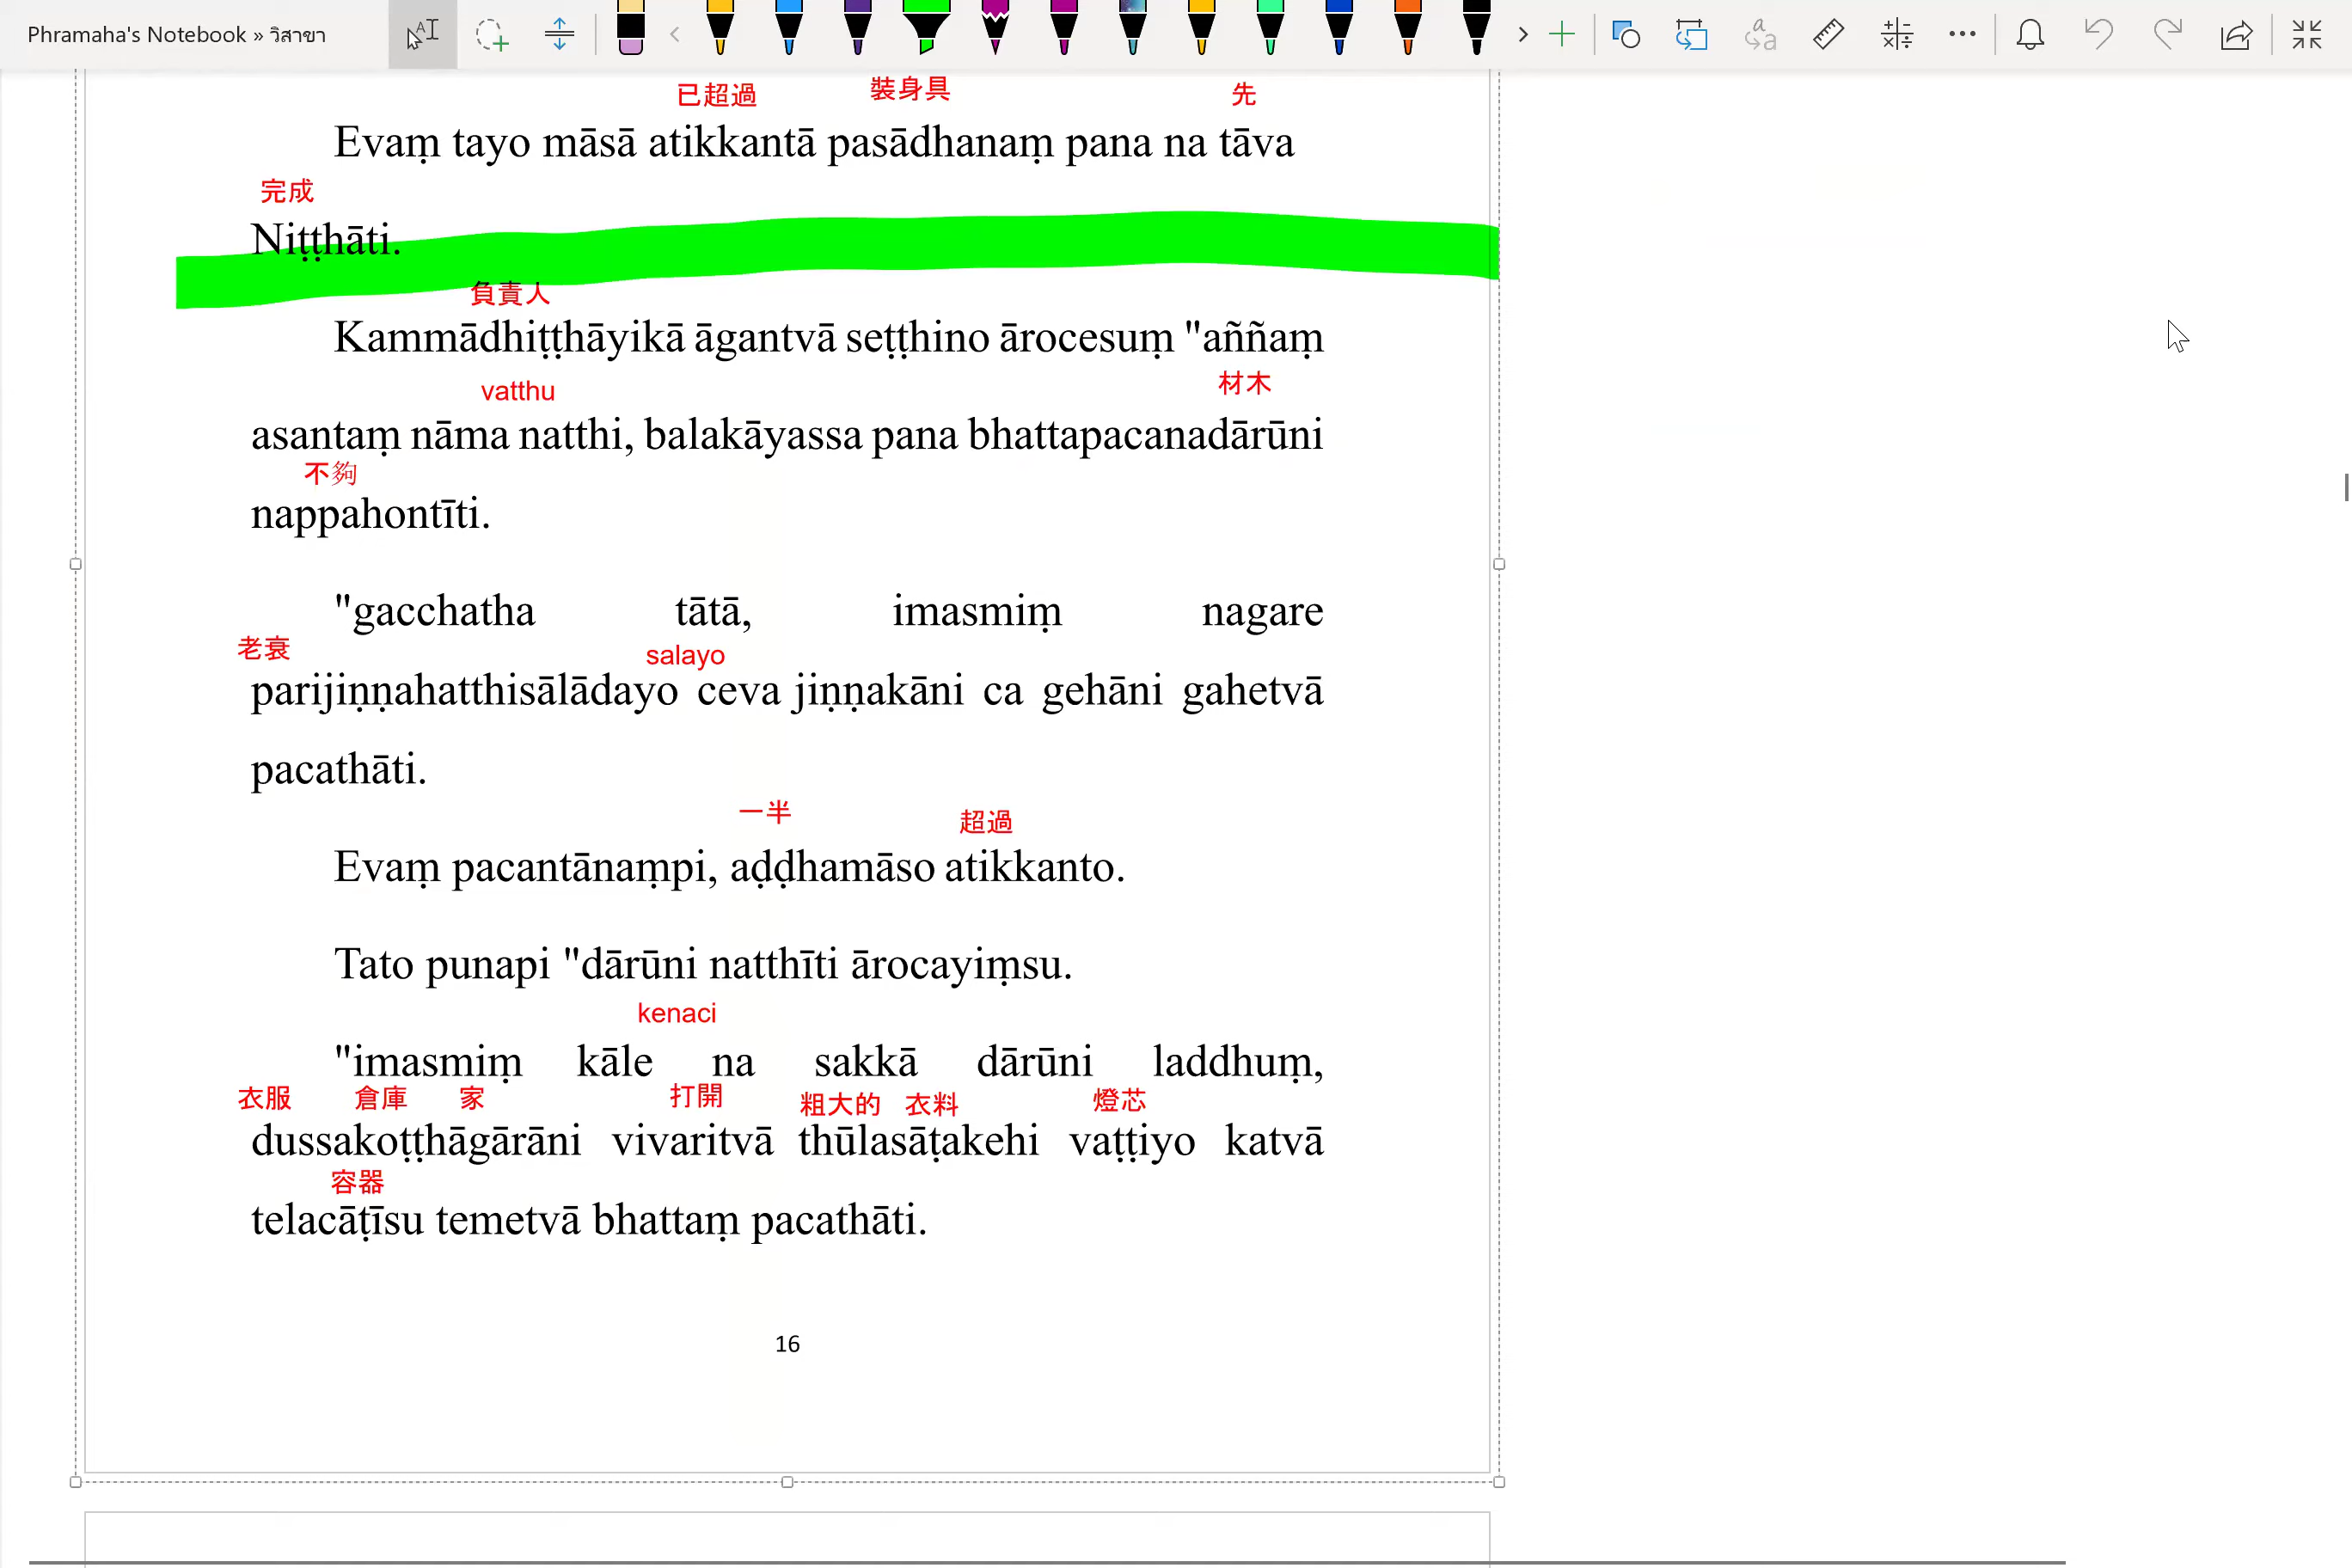 Phramaha's Notebook » วิสาขา
已超過 裝身具 先
Evaṃ tayo māsā atikkantā pasādhanaṃ pana na tāva
完成
Niṭṭhāti.
負責人
Kammādhiṭṭhāyikā āgantvā seṭṭhino ārocesuṃ "aññaṃ
vatthu 材木
asantaṃ nāma natthi, balakāyassa pana bhattapacanadārūni
不夠
nappahontīti.
"gacchatha tātā, imasmiṃ nagare
老衰 salayo
parijiṇṇahatthisālādayo ceva jiṇṇakāni ca gehāni gahetvā
pacathāti.
一半 超過
Evaṃ pacantānaṃpi, aḍḍhamāso atikkanto.
Tato punapi "dārūni natthīti ārocayiṃsu.
kenaci
"imasmiṃ kāle na sakkā dārūni laddhuṃ,
衣服 倉庫 家 打開 粗大的 衣料 燈芯
dussakoṭṭhāgārāni vivaritvā thūlasāṭakehi vaṭṭiyo katvā
容器
telacāṭīsu temetvā bhattaṃ pacathāti.
16